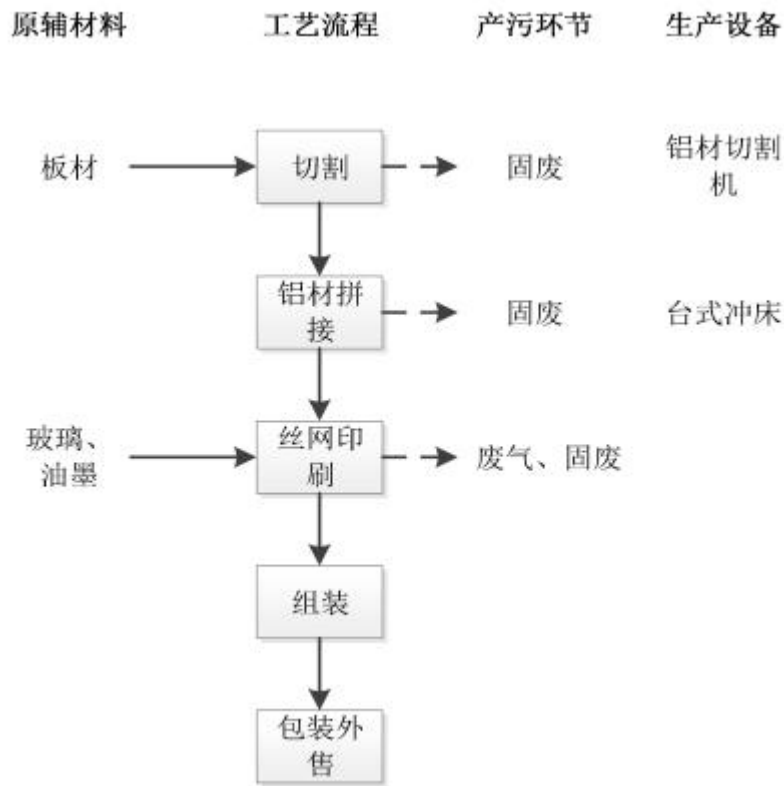 原辅材料 工艺流程 产污环节 生产设备
板材 切割 固废 铝材切割
机
铝材拼
接 固废 台式冲床
玻璃、
油墨 丝网印
刷 废气、固废
组装
包装外
售